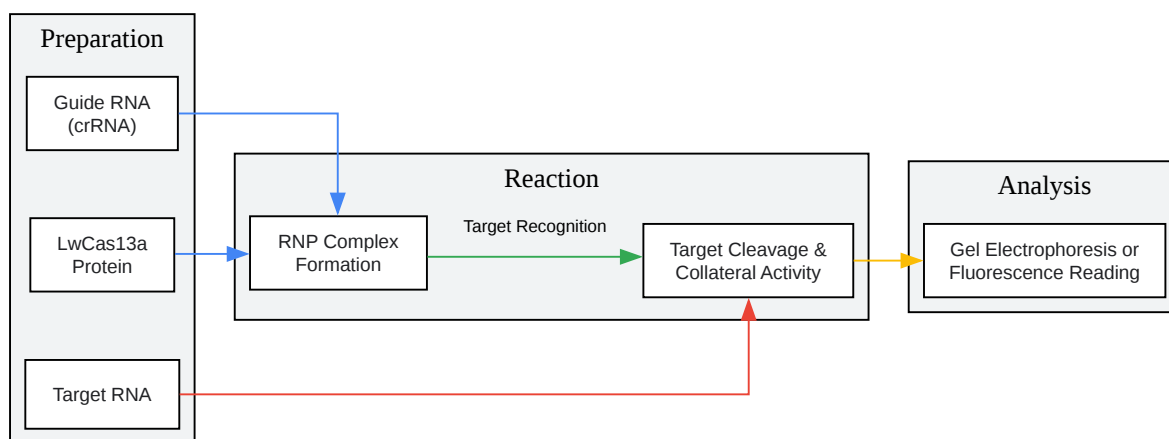 Preparation
Guide RNA
(crRNA)
LwCas13a
Protein
Target RNA
Reaction
RNP Complex
Formation
Target Recognition
Target Cleavage &
Collateral Activity
Analysis
Gel Electrophoresis or
Fluorescence Reading